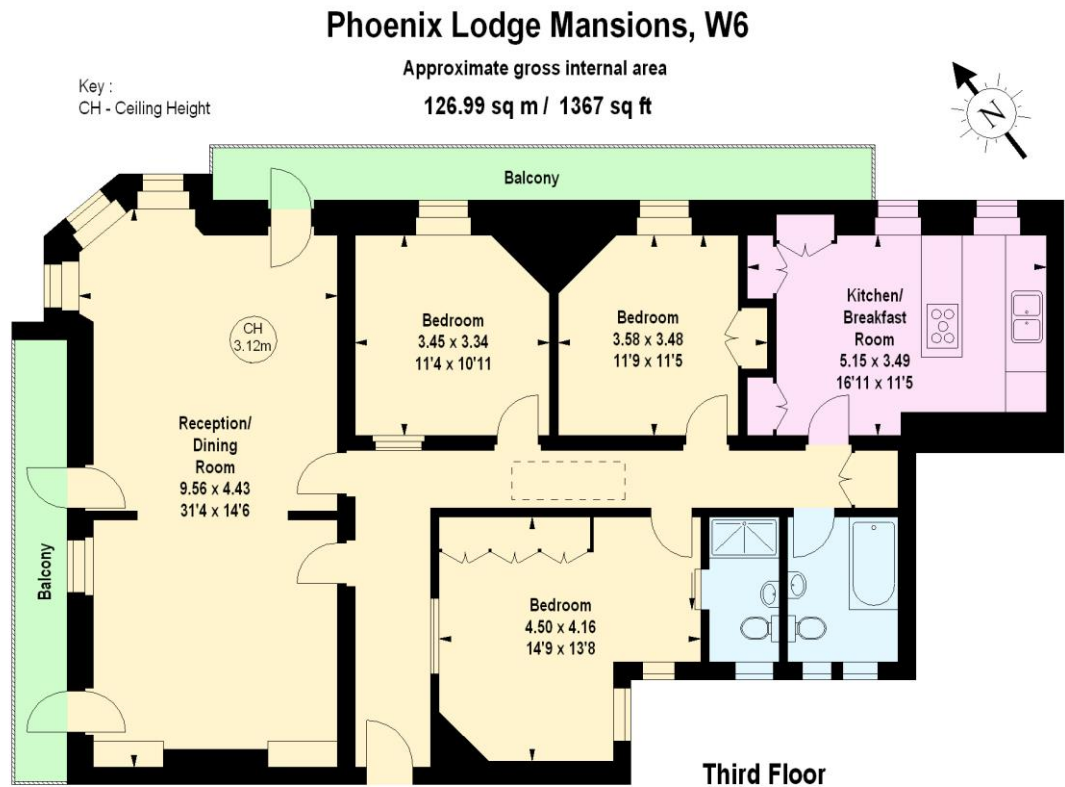 Phoenix Lodge Mansions, W6
Key :
CH - Ceiling Height
Approximate gross internal area
126.99 sq m / 1367 sq ft
N
Balcony
CH
3.12m
Bedroom
3.45 x 3.34
11'4 x 10'11
Bedroom
3.58 x 3.48
11'9 x 11'5
Kitchen/
Breakfast
Room
5.15 x 3.49
16'11 x 11'5
Reception/
Dining
Room
9.56 x 4.43
31'4 x 14'6
Balcony
Bedroom
4.50 x 4.16
14'9 x 13'8
Third Floor